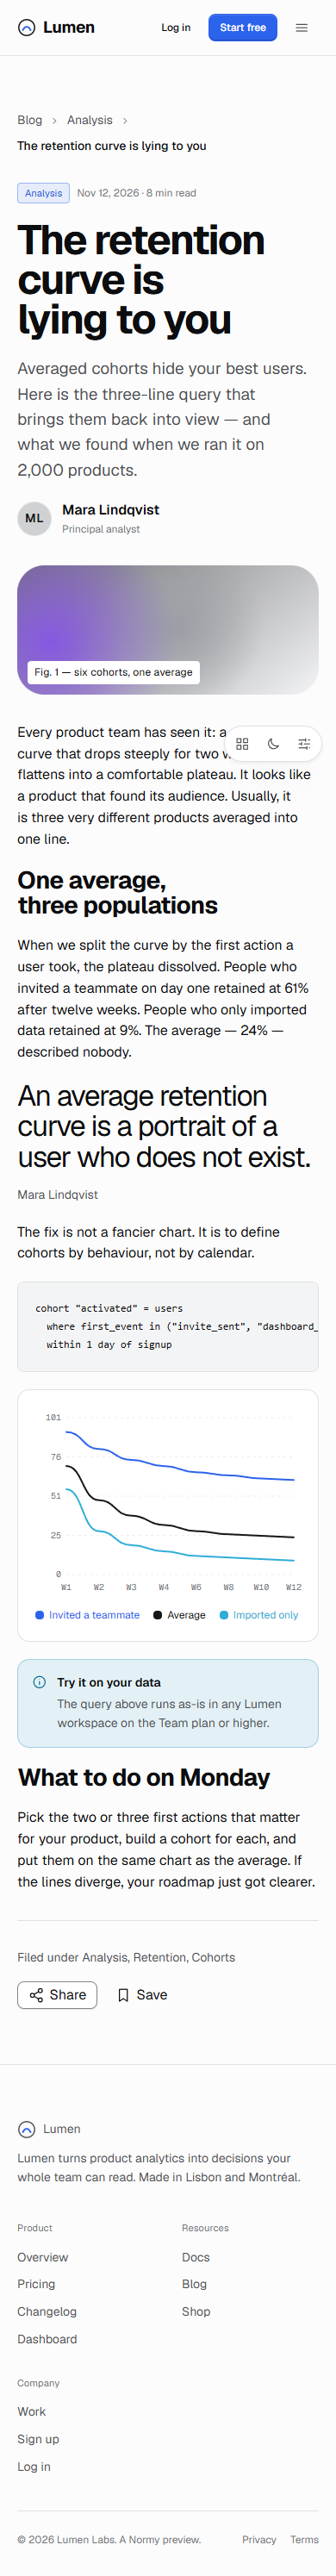 Lumen
Log in
Start free
Blog > Analysis >
The retention curve is lying to you
Analysis
Nov 12, 2026 · 8 min read
The retention
curve is
lying to you
Averaged cohorts hide your best users.
Here is the three-line query that
brings them back into view — and
what we found when we ran it on
2,000 products.
ML
Mara Lindqvist
Principal analyst
Fig. 1 — six cohorts, one average
Every product team has seen it: a
curve that drops steeply for two
flattens into a comfortable plateau. It looks like
a product that found its audience. Usually, it
is three very different products averaged into
one line.
One average,
three populations
When we split the curve by the first action a
user took, the plateau dissolved. People who
invited a teammate on day one retained at 61%
after twelve weeks. People who only imported
data retained at 9%. The average — 24% —
described nobody.
An average retention
curve is a portrait of a
user who does not exist.
Mara Lindqvist
The fix is not a fancier chart. It is to define
cohorts by behaviour, not by calendar.
cohort "activated" = users
where first_event in ("invite_sent", "dashboard_
within 1 day of signup
101
76
51
25
0
W1 W2 W3 W4 W6 W8 W10 W12
Invited a teammate Average Imported only
Try it on your data
The query above runs as-is in any Lumen
workspace on the Team plan or higher.
What to do on Monday
Pick the two or three first actions that matter
for your product, build a cohort for each, and
put them on the same chart as the average. If
the lines diverge, your roadmap just got clearer.
Filed under Analysis, Retention, Cohorts
Share
Save
Lumen
Lumen turns product analytics into decisions your
whole team can read. Made in Lisbon and Montréal.
Product
Overview
Pricing
Changelog
Dashboard
Resources
Docs
Blog
Shop
Company
Work
Sign up
Log in
© 2026 Lumen Labs. A Normy preview.
Privacy
Terms